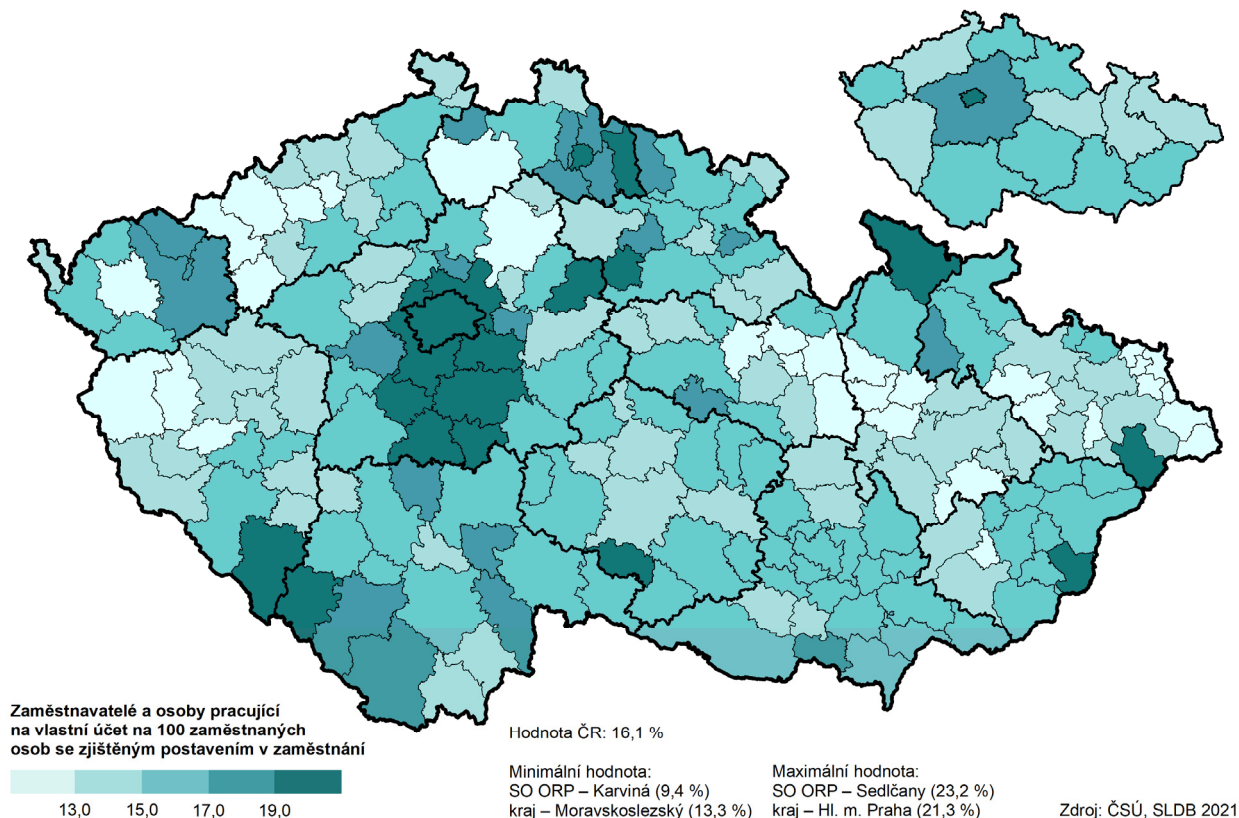 Zaměstnavatelé a osoby pracující
na vlastní účet na 100 zaměstnaných
osob se zjištěným postavením v zaměstnání
13,0 15,0 17,0 19,0
Hodnota ČR: 16,1 %
Minimální hodnota:
SO ORP – Karviná (9,4 %)
kraj – Moravskoslezský (13,3 %)
Maximální hodnota:
SO ORP – Sedlčany (23,2 %)
kraj – Hl. m. Praha (21,3 %)
Zdroj: ČSÚ, SLDB 2021